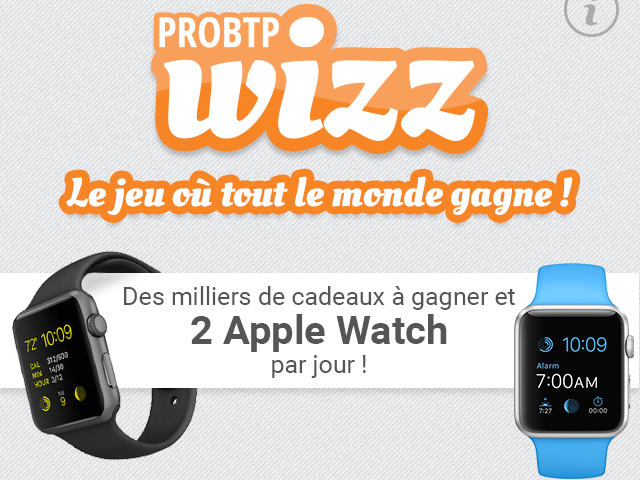 PROBTP
wizz
Le jeu où tout le monde gagne !
Des milliers de cadeaux à gagner et
2 Apple Watch
par jour !
72° 10:09
CAL 312/500
MIN 14/30
HOUR 3/12
TUE
9
10:09
Alarm
7:00AM
7:27
00:00
i